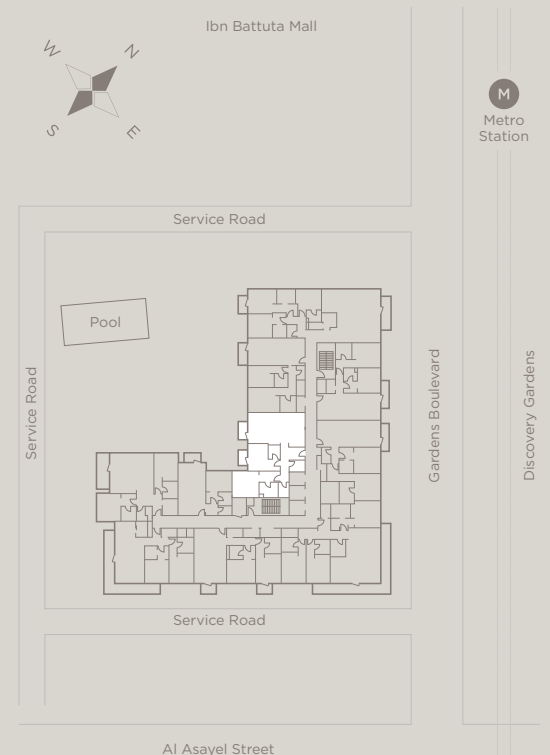 Ibn Battuta Mall
W
N
S
E
M
Metro
Station
Service Road
Pool
Service Road
Gardens Boulevard
Discovery Gardens
Service Road
Al Asayel Street